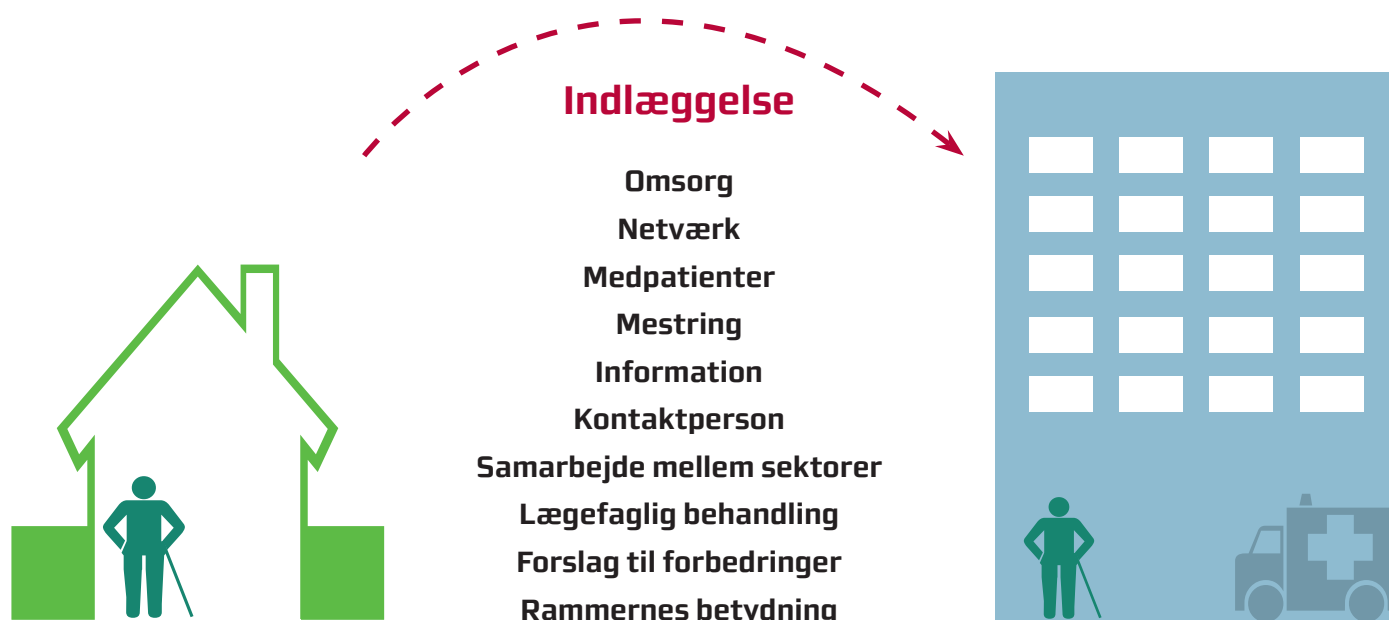 Indlæggelse
Omsorg
Netværk
Medpatienter
Mestring
Information
Kontaktperson
Samarbejde mellem sektorer
Lægefaglig behandling
Forslag til forbedringer
Rammernes betydning